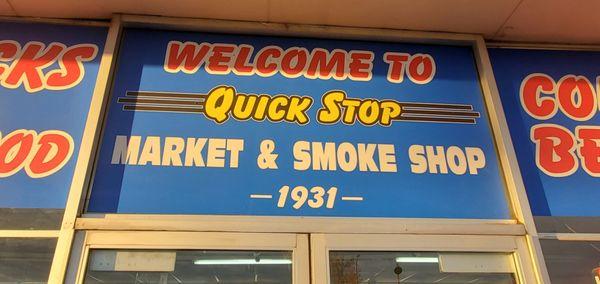 WELCOME TO
QUICK STOP
MARKET & SMOKE SHOP
-1931-